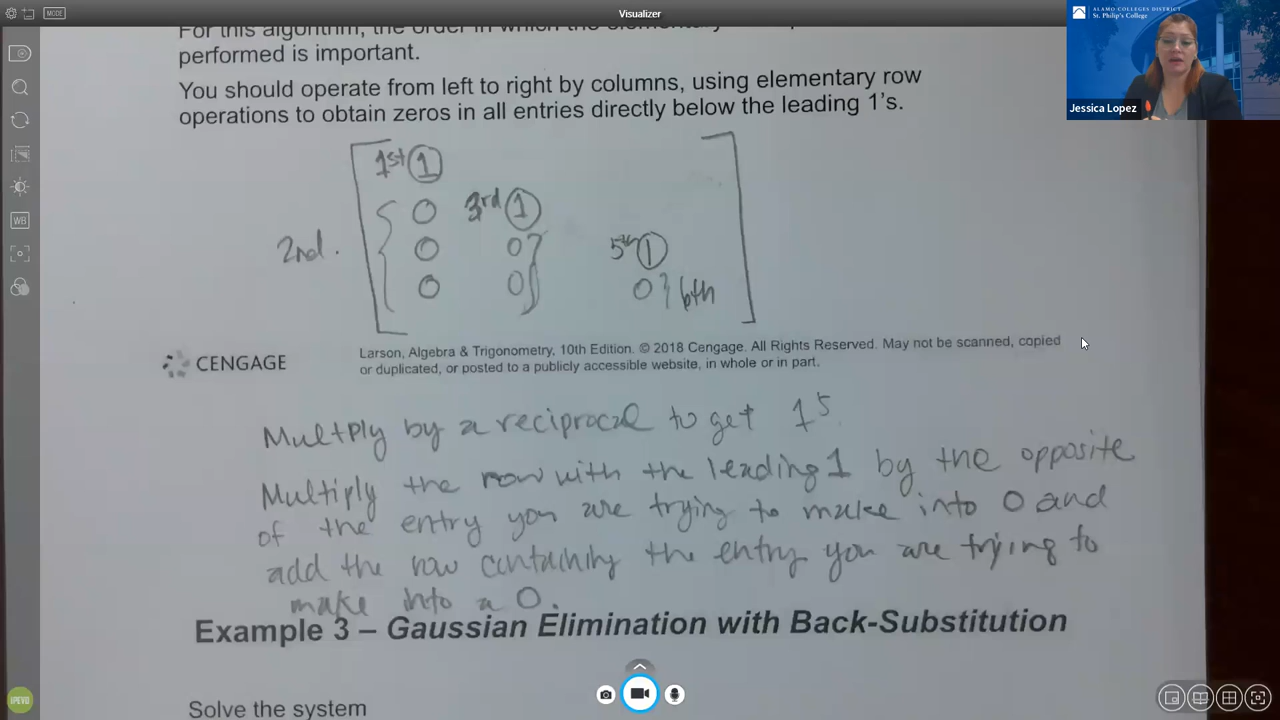 Visualizer
MODE
ALAMO COLLEGES DISTRICT
St. Philip's College
Jessica Lopez
For this algorithm, the order in which the elementary
performed is important.
You should operate from left to right by columns, using elementary row
operations to obtain zeros in all entries directly below the leading 1's.
1st 1
0 3rd 1
2nd.
0 0 5th 1
0 0 0 6th
CENGAGE
Larson, Algebra & Trigonometry, 10th Edition. © 2018 Cengage. All Rights Reserved. May not be scanned, copied
or duplicated, or posted to a publicly accessible website, in whole or in part.
Multply by a reciprocal to get 1s
Multiply the row with the leading 1 by the opposite
of the entry you are trying to make into 0 and
add the row containing the entry you are trying to
make into a 0.
Example 3 – Gaussian Elimination with Back-Substitution
Solve the system
WB
IPEVO